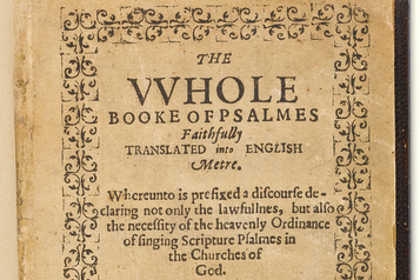 THE
VVHOLE
BOOKE OF PSALMES
Faithfully
TRANSLATED into ENGLISH
Metre.
Whereunto is prefixed a discourse de-
claring not only the lawfullnes, but also
the necessity of the heavenly Ordinance
of singing Scripture Psalmes in
the Churches of
God.